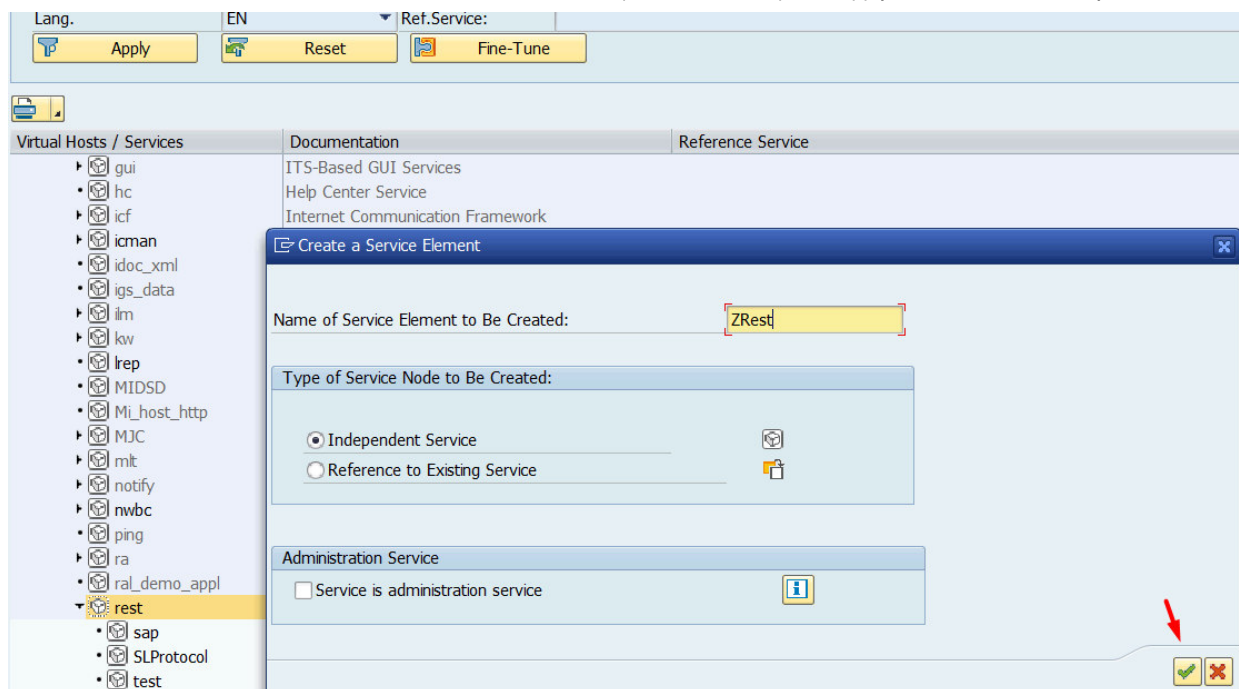 Lang. EN Ref.Service:
Apply Reset Fine-Tune
Virtual Hosts / Services Documentation Reference Service
gui ITS-Based GUI Services
hc Help Center Service
icf Internet Communication Framework
icman
idoc_xml
igs_data
ilm
kw
lrep
MIDSD
Mi_host_http
MJC
mlt
notify
nwbc
ping
ra
ral_demo_appl
rest
sap
SLProtocol
test
Create a Service Element
Name of Service Element to Be Created: ZRest
Type of Service Node to Be Created:
Independent Service
Reference to Existing Service
Administration Service
Service is administration service